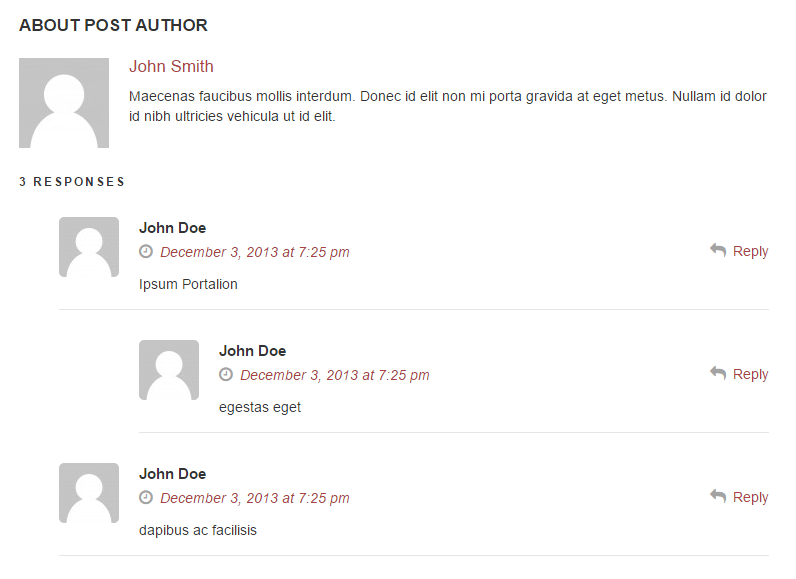 ABOUT POST AUTHOR
John Smith
Maecenas faucibus mollis interdum. Donec id elit non mi porta gravida at eget metus. Nullam id dolor
id nibh ultricies vehicula ut id elit.
3 RESPONSES
John Doe
December 3, 2013 at 7:25 pm
Reply
Ipsum Portalion
John Doe
December 3, 2013 at 7:25 pm
Reply
egestas eget
John Doe
December 3, 2013 at 7:25 pm
Reply
dapibus ac facilisis